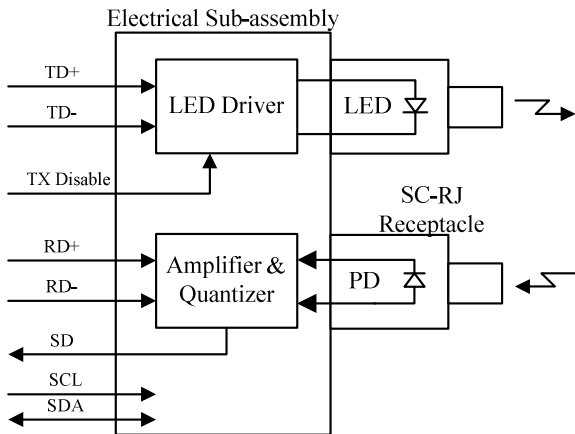 Electrical Sub-assembly
TD+
TD-
LED Driver
LED
TX Disable
SC-RJ
Receptacle
RD+
RD-
Amplifier &
Quantizer
PD
SD
SCL
SDA